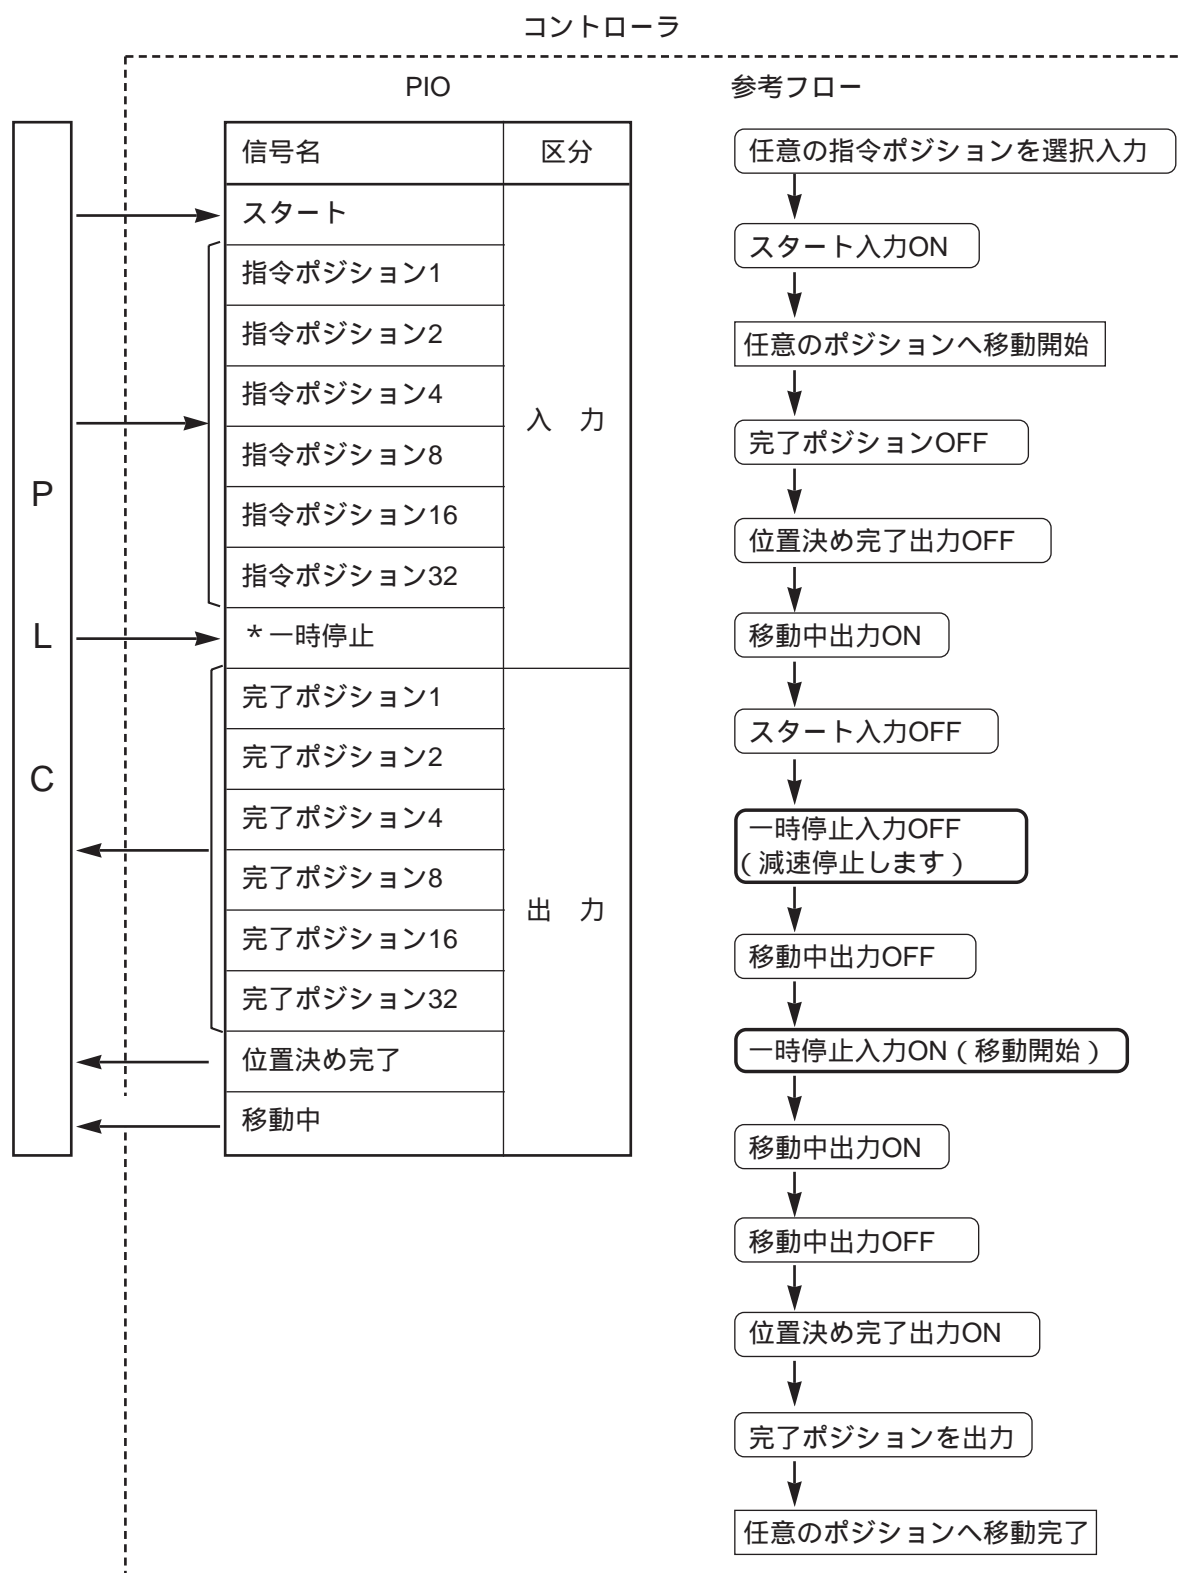 コントローラ
PIO
参考フロー
P
L
C
信号名
区分
スタート
指令ポジション1
指令ポジション2
指令ポジション4
指令ポジション8
指令ポジション16
指令ポジション32
＊一時停止
入 力
完了ポジション1
完了ポジション2
完了ポジション4
完了ポジション8
完了ポジション16
完了ポジション32
位置決め完了
移動中
出 力
任意の指令ポジションを選択入力
スタート入力ON
任意のポジションへ移動開始
完了ポジションOFF
位置決め完了出力OFF
移動中出力ON
スタート入力OFF
一時停止入力OFF
（減速停止します）
移動中出力OFF
一時停止入力ON（移動開始）
移動中出力ON
移動中出力OFF
位置決め完了出力ON
完了ポジションを出力
任意のポジションへ移動完了